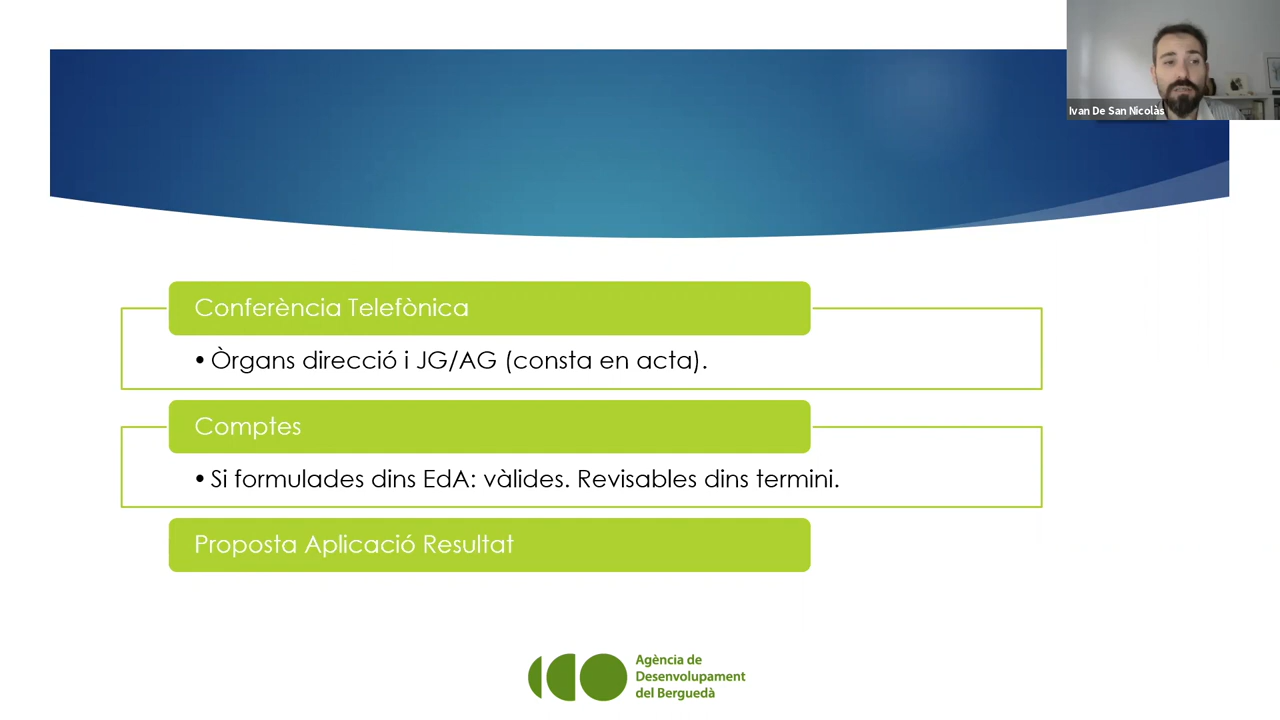 Ivan De San Nicolàs
Conferència Telefònica
• Òrgans direcció i JG/AG (consta en acta).
Comptes
• Si formulades dins EdA: vàlides. Revisables dins termini.
Proposta Aplicació Resultat
Agència de
Desenvolupament
del Berguedà